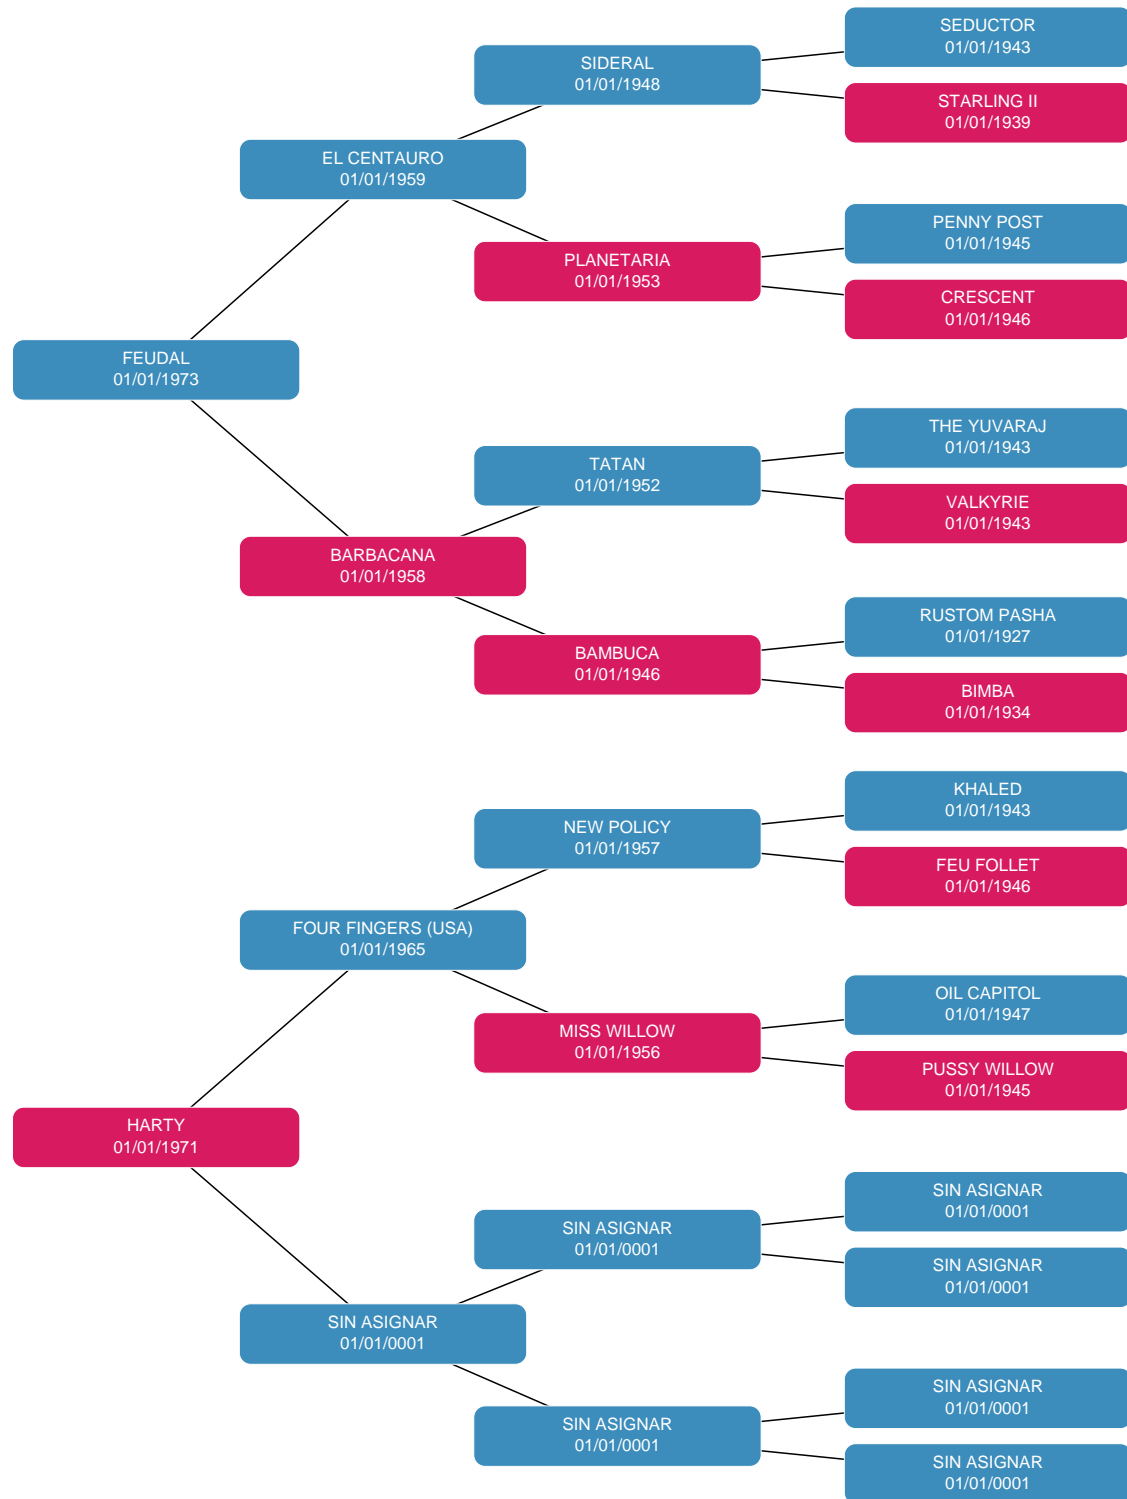 SEDUCTOR
01/01/1943
SIDERAL
01/01/1948
STARLING II
01/01/1939
EL CENTAURO
01/01/1959
PENNY POST
01/01/1945
PLANETARIA
01/01/1953
CRESCENT
01/01/1946
FEUDAL
01/01/1973
THE YUVARAJ
01/01/1943
TATAN
01/01/1952
VALKYRIE
01/01/1943
BARBACANA
01/01/1958
RUSTOM PASHA
01/01/1927
BAMBUCA
01/01/1946
BIMBA
01/01/1934
KHALED
01/01/1943
NEW POLICY
01/01/1957
FEU FOLLET
01/01/1946
FOUR FINGERS (USA)
01/01/1965
OIL CAPITOL
01/01/1947
MISS WILLOW
01/01/1956
PUSSY WILLOW
01/01/1945
HARTY
01/01/1971
SIN ASIGNAR
01/01/0001
SIN ASIGNAR
01/01/0001
SIN ASIGNAR
01/01/0001
SIN ASIGNAR
01/01/0001
SIN ASIGNAR
01/01/0001
SIN ASIGNAR
01/01/0001
SIN ASIGNAR
01/01/0001